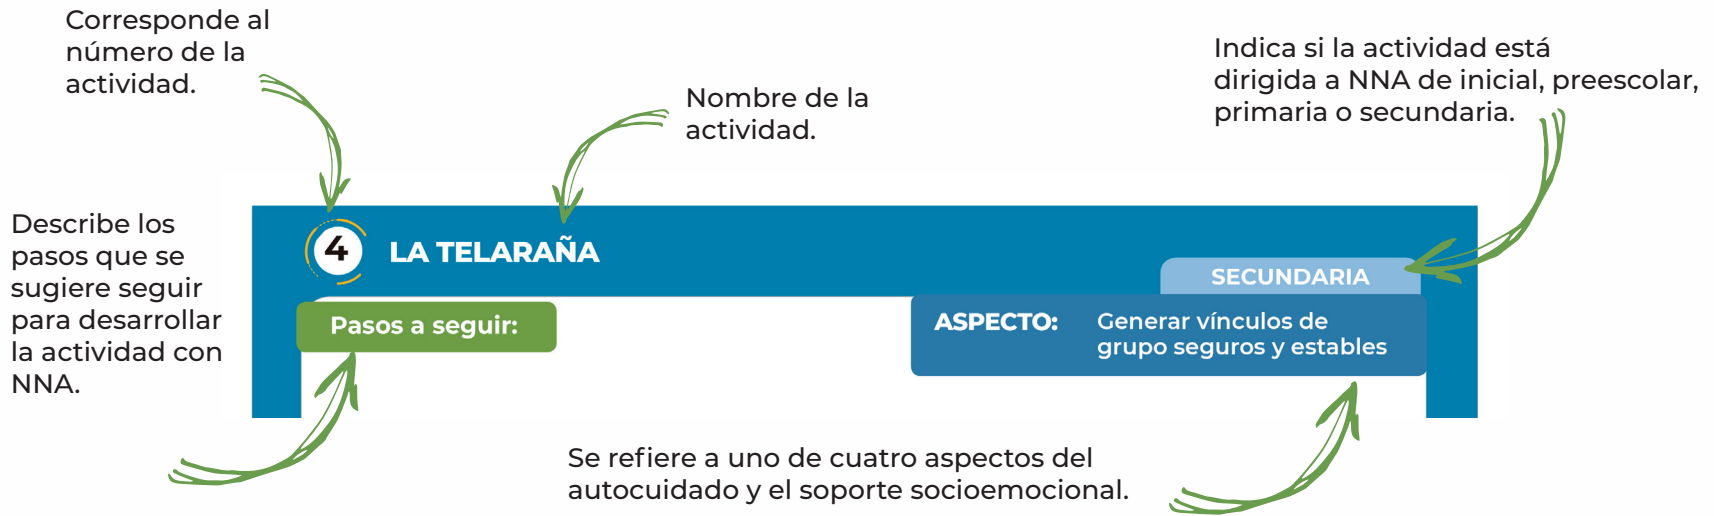 Corresponde al
número de la
actividad.
Nombre de la
actividad.
Indica si la actividad está
dirigida a NNA de inicial, preescolar,
primaria o secundaria.
Describe los
pasos que se
sugiere seguir
para desarrollar
la actividad con
NNA.
4 LA TELARAÑA
SECUNDARIA
Pasos a seguir:
ASPECTO: Generar vínculos de
grupo seguros y estables
Se refiere a uno de cuatro aspectos del
autocuidado y el soporte socioemocional.